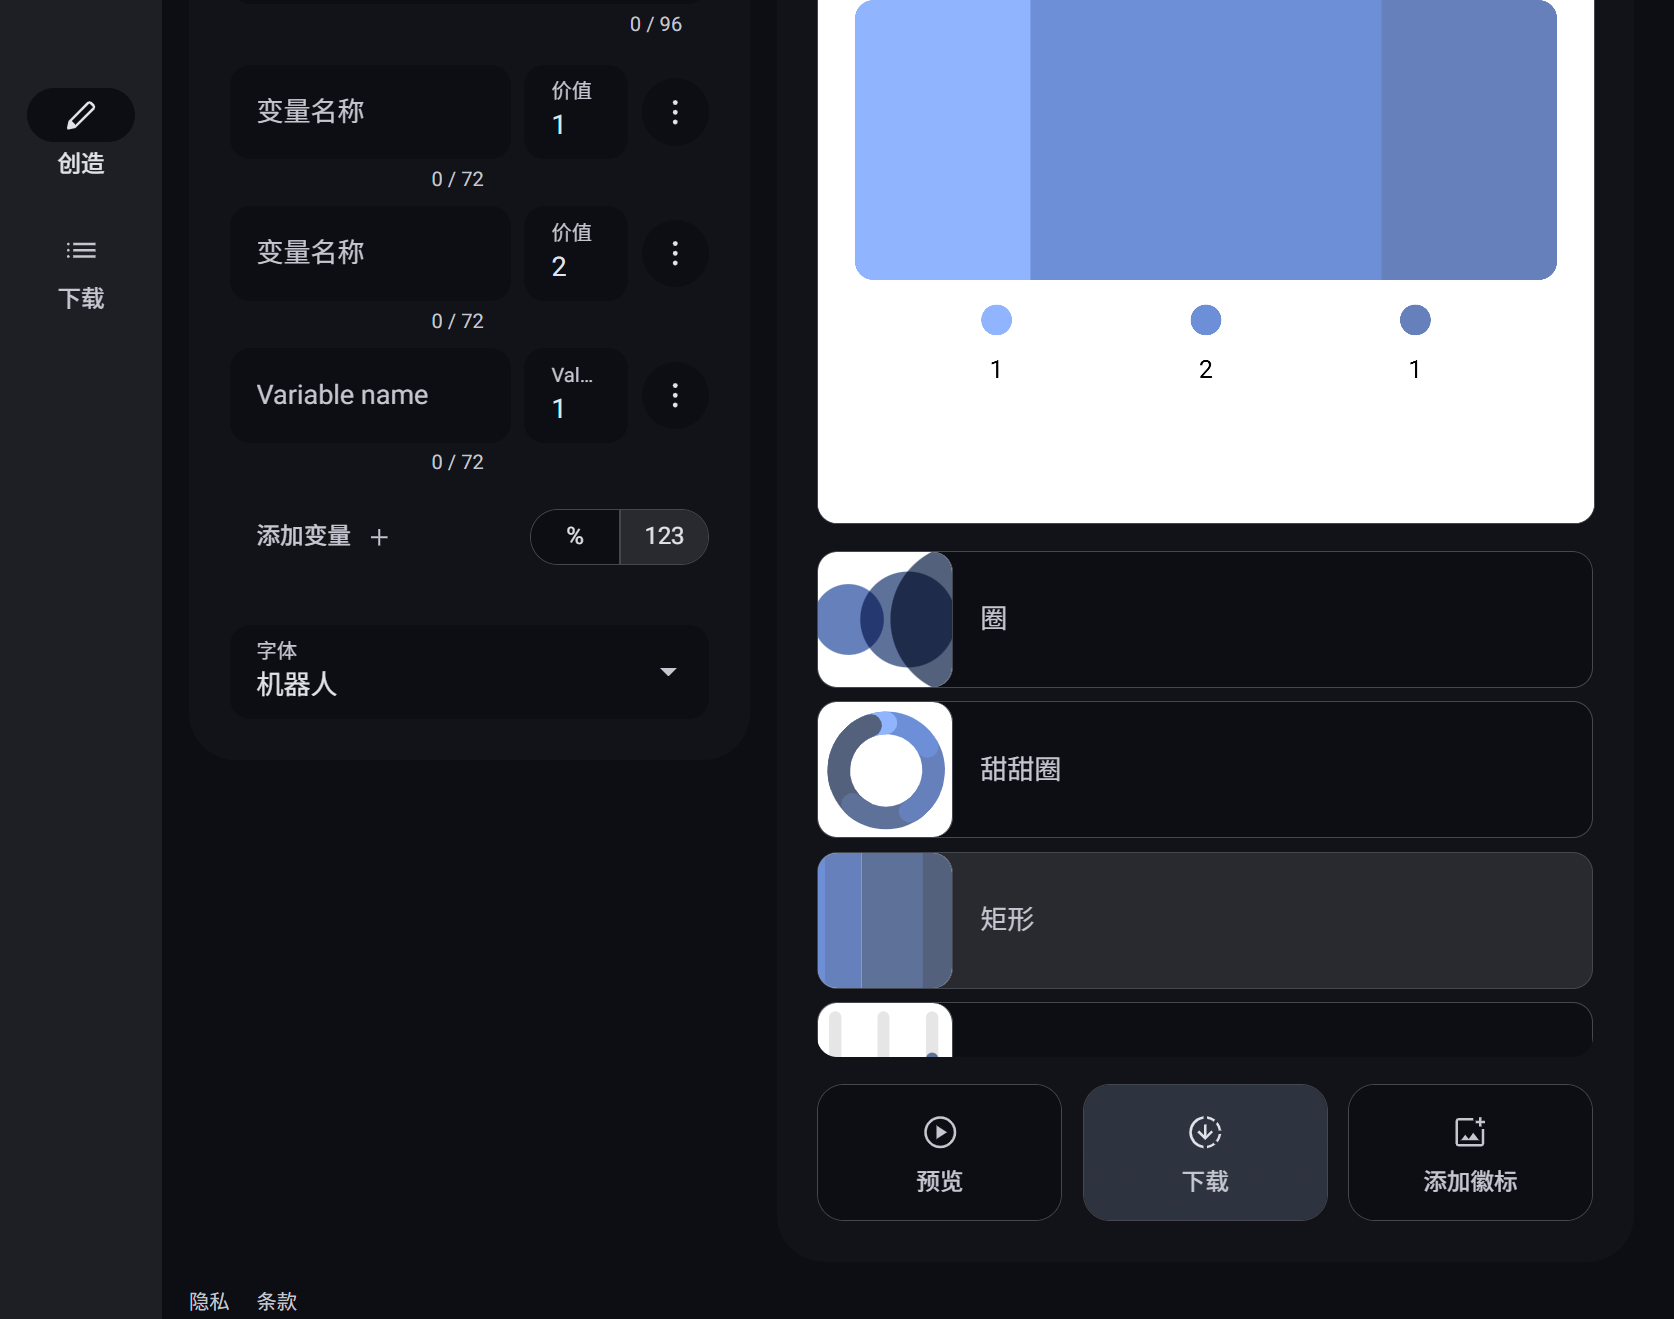 创造
下载
0 / 96
变量名称
价值
1
0 / 72
变量名称
价值
2
0 / 72
Variable name
Val...
1
0 / 72
添加变量
%
123
字体
机器人
1
2
1
圈
甜甜圈
矩形
预览
下载
添加徽标
隐私
条款